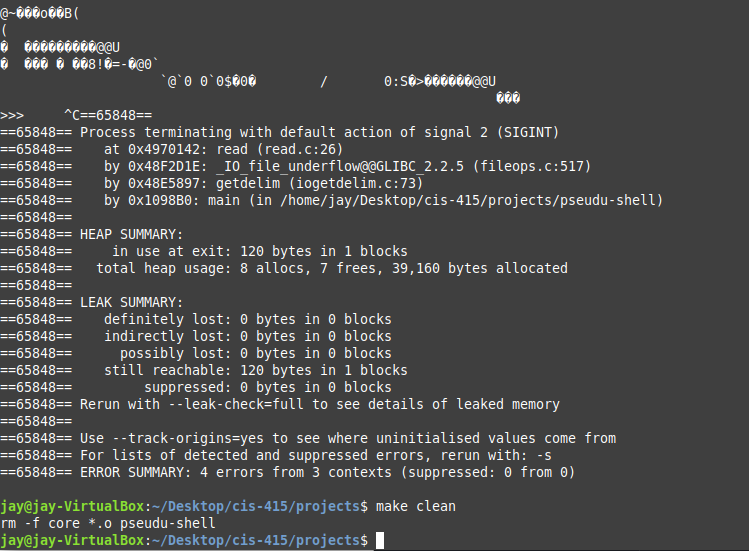 @~���o��B(
(
�  ���������@@U
�  ��� � ��8!�=-�@0`
`@`0 0`0$�0�        /       0:S�>������@@U
���
>>>     ^C==65848==
==65848== Process terminating with default action of signal 2 (SIGINT)
==65848==    at 0x4970142: read (read.c:26)
==65848==    by 0x48F2D1E: _IO_file_underflow@@GLIBC_2.2.5 (fileops.c:517)
==65848==    by 0x48E5897: getdelim (iogetdelim.c:73)
==65848==    by 0x1098B0: main (in /home/jay/Desktop/cis-415/projects/pseudu-shell)
==65848==
==65848== HEAP SUMMARY:
==65848==     in use at exit: 120 bytes in 1 blocks
==65848==   total heap usage: 8 allocs, 7 frees, 39,160 bytes allocated
==65848==
==65848== LEAK SUMMARY:
==65848==    definitely lost: 0 bytes in 0 blocks
==65848==    indirectly lost: 0 bytes in 0 blocks
==65848==      possibly lost: 0 bytes in 0 blocks
==65848==    still reachable: 120 bytes in 1 blocks
==65848==         suppressed: 0 bytes in 0 blocks
==65848== Rerun with --leak-check=full to see details of leaked memory
==65848==
==65848== Use --track-origins=yes to see where uninitialised values come from
==65848== For lists of detected and suppressed errors, rerun with: -s
==65848== ERROR SUMMARY: 4 errors from 3 contexts (suppressed: 0 from 0)
jay@jay-VirtualBox:~/Desktop/cis-415/projects$ make clean
rm -f core *.o pseudu-shell
jay@jay-VirtualBox:~/Desktop/cis-415/projects$